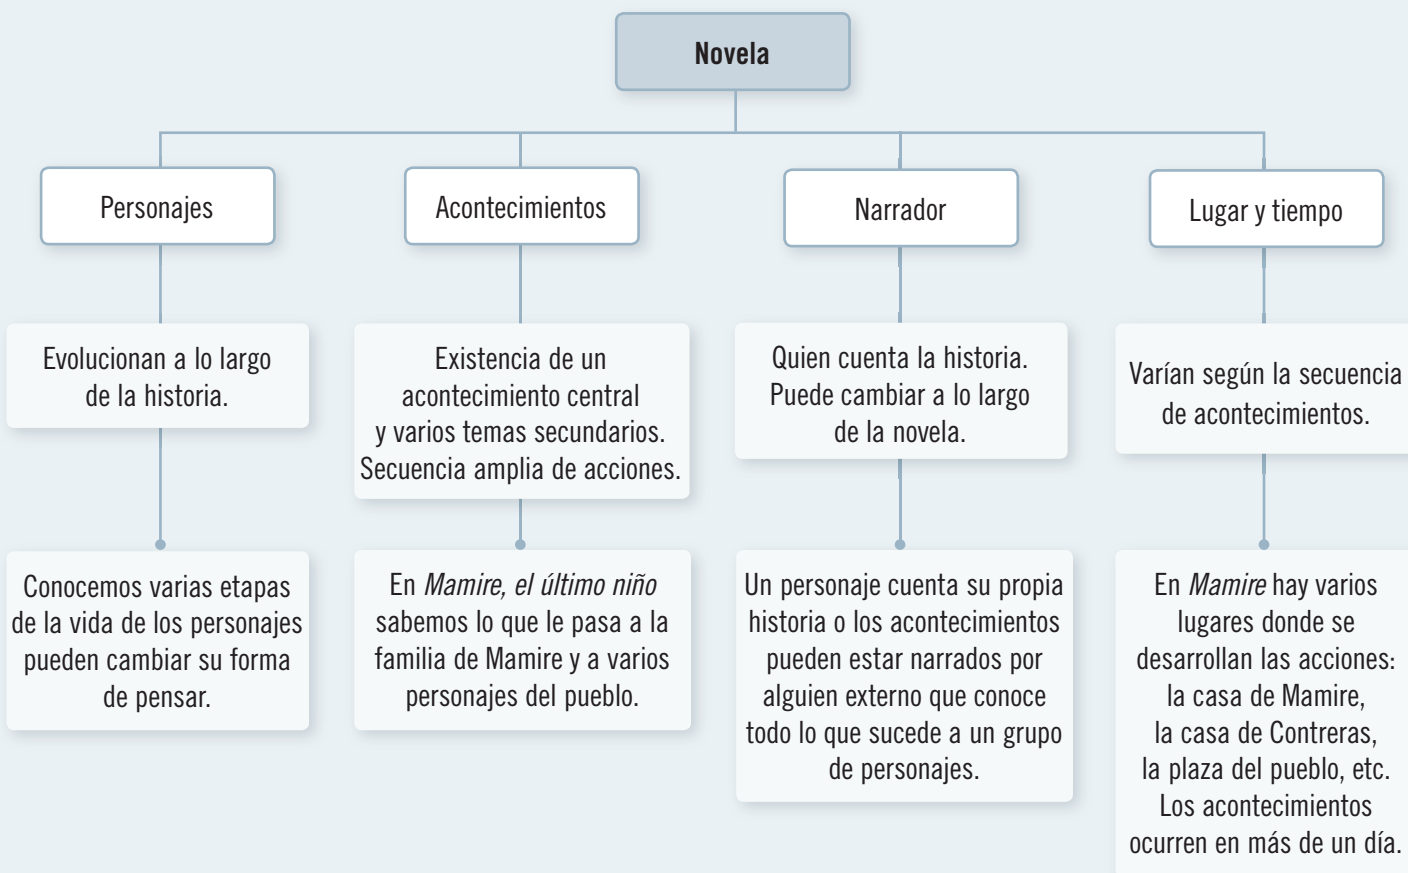 Novela
Personajes
Evolucionan a lo largo
de la historia.
Conocemos varias etapas
de la vida de los personajes
pueden cambiar su forma
de pensar.
Acontecimientos
Existencia de un
acontecimiento central
y varios temas secundarios.
Secuencia amplia de acciones.
En Mamire, el último niño
sabemos lo que le pasa a la
familia de Mamire y a varios
personajes del pueblo.
Narrador
Quien cuenta la historia.
Puede cambiar a lo largo
de la novela.
Un personaje cuenta su propia
historia o los acontecimientos
pueden estar narrados por
alguien externo que conoce
todo lo que sucede a un grupo
de personajes.
Lugar y tiempo
Varían según la secuencia
de acontecimientos.
En Mamire hay varios
lugares donde se
desarrollan las acciones:
la casa de Mamire,
la casa de Contreras,
la plaza del pueblo, etc.
Los acontecimientos
ocurren en más de un día.